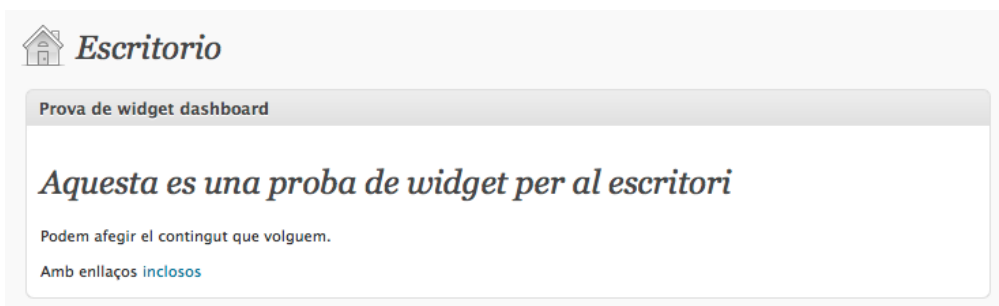 Escritorio
Prova de widget dashboard
Aquesta es una proba de widget per al escritori
Podem afegir el contingut que volguem.
Amb enllaços inclosos